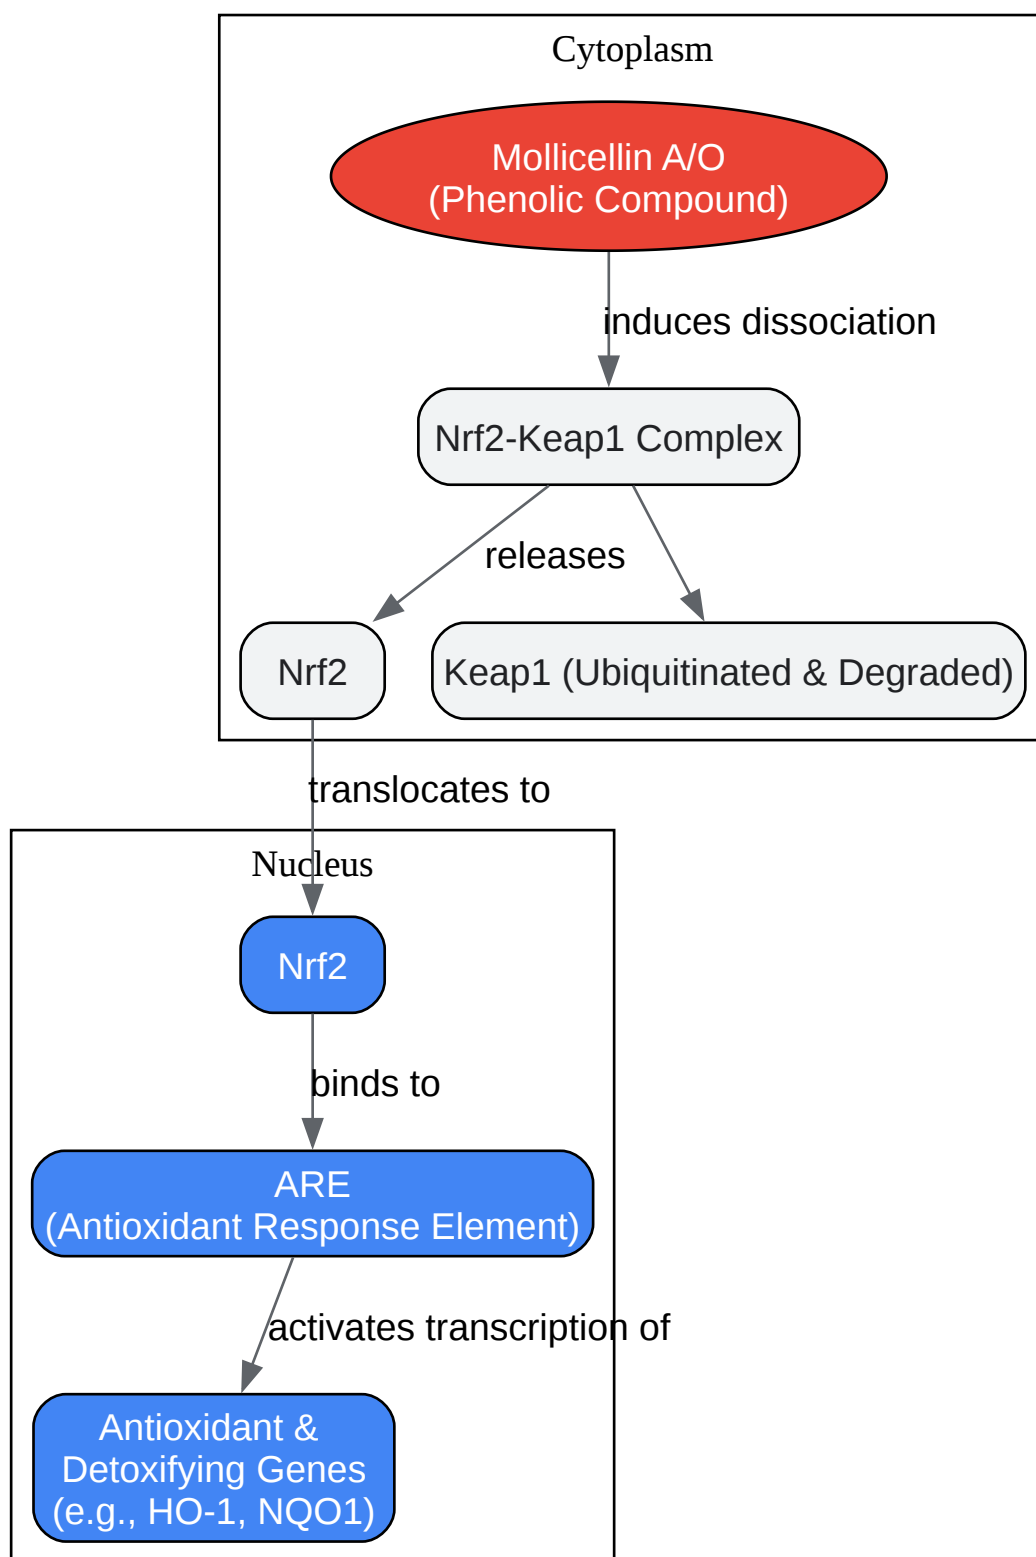 Cytoplasm
Mollicellin A/O
(Phenolic Compound)
induces dissociation
Nrf2-Keap1 Complex
releases
Nrf2
Keap1 (Ubiquitinated & Degraded)
translocates to
Nucleus
Nrf2
binds to
ARE
(Antioxidant Response Element)
activates transcription of
Antioxidant &
Detoxifying Genes
(e.g., HO-1, NQO1)